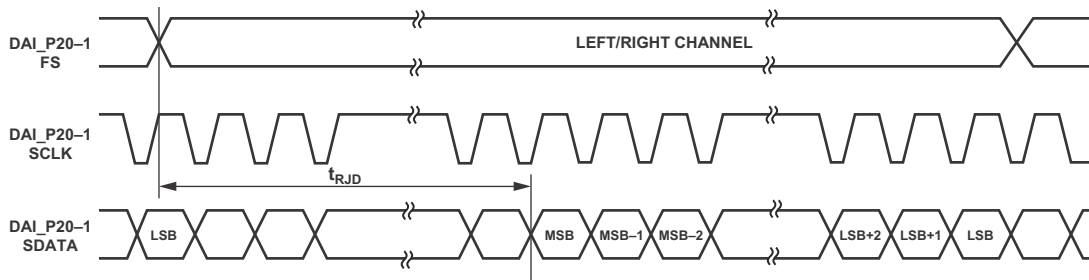 DAI_P20–1
FS
LEFT/RIGHT CHANNEL
DAI_P20–1
SCLK
tRJD
DAI_P20–1
SDATA
LSB
MSB
MSB–1
MSB–2
LSB+2
LSB+1
LSB